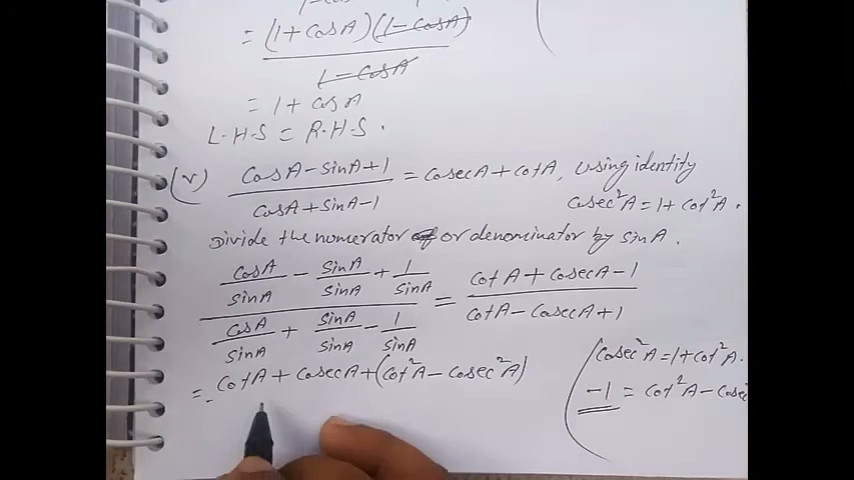 = (1+cosA)(1-cosA)
1-cosA
= 1+cosA
L-H-S = R-H-S.
(v) cosA-sinA+1 / cosA+sinA-1 = cosecA+cotA, using identity
cosec²A = 1+cot²A.
Divide the numerator or denominator by sinA.
cosA/sinA - sinA/sinA + 1/sinA = cotA+cosecA-1
cosA/sinA + sinA/sinA - 1/sinA cotA-cosecA+1
cosec²A = 1+cot²A.
= cotA+cosecA+(cot²A-cosec²A)
-1 = cot²A-cosec